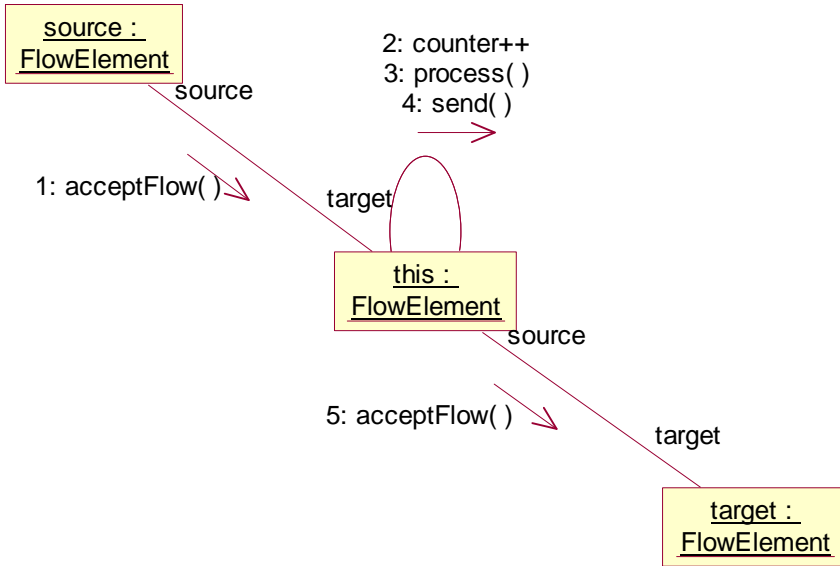 source :
FlowElement
source
2: counter++
3: process( )
4: send( )
1: acceptFlow( )
target
this :
FlowElement
source
5: acceptFlow( )
target
target :
FlowElement